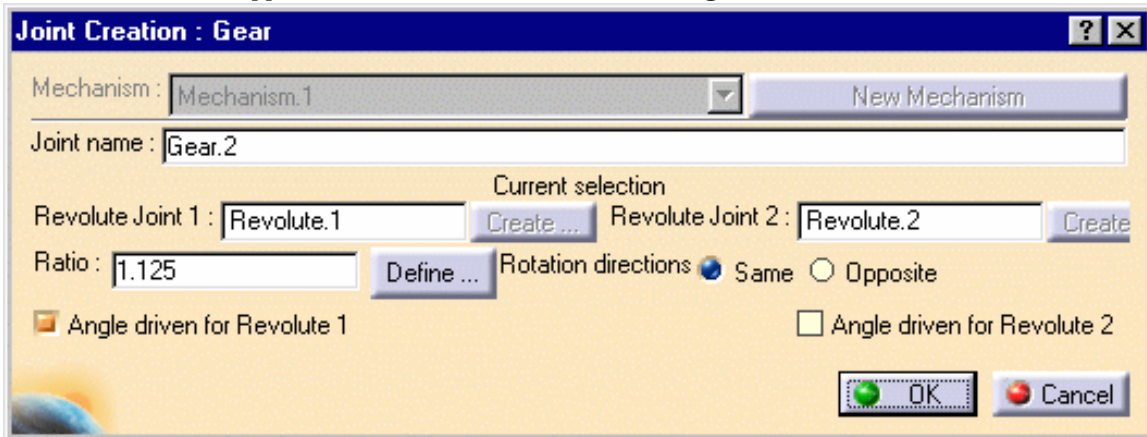 Joint Creation : Gear
Mechanism : Mechanism.1 New Mechanism
Joint name : Gear.2
Current selection
Revolute Joint 1 : Revolute.1 Create ... Revolute Joint 2 : Revolute.2 Create
Ratio : 1.125 Define ... Rotation directions Same Opposite
Angle driven for Revolute 1 Angle driven for Revolute 2
OK Cancel